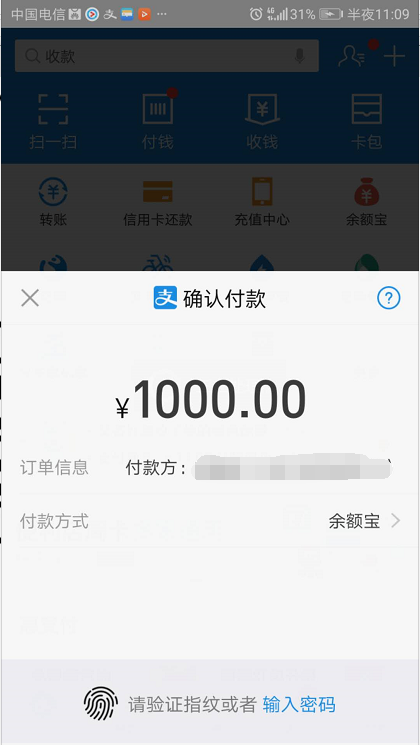 中国电信 支 ··· 4G 31% 半夜11:09
收款
扫一扫 付钱 收钱 卡包
转账 信用卡还款 充值中心 余额宝
支 确认付款 ?
¥1000.00
订单信息 付款方:
付款方式 余额宝
请验证指纹或者 输入密码